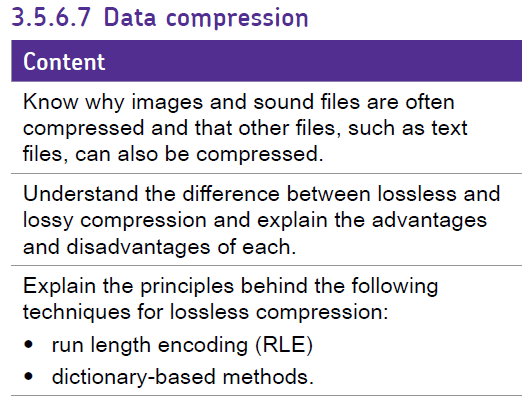 3.5.6.7 Data compression
Content
Know why images and sound files are often
compressed and that other files, such as text
files, can also be compressed.
Understand the difference between lossless and
lossy compression and explain the advantages
and disadvantages of each.
Explain the principles behind the following
techniques for lossless compression:
• run length encoding (RLE)
• dictionary-based methods.